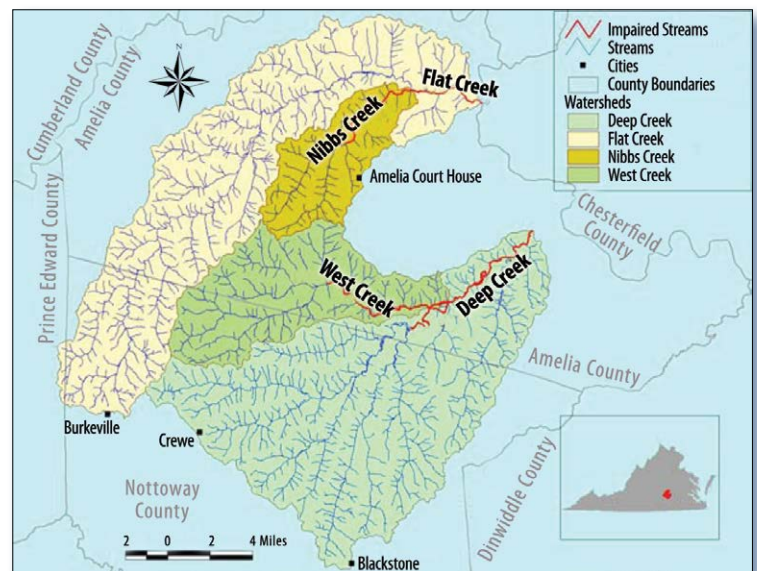 Impaired Streams
Streams
Cities
County Boundaries
Watersheds
Deep Creek
Flat Creek
Nibbs Creek
West Creek
N
Cumberland County
Amelia County
Flat Creek
Nibbs Creek
Amelia Court House
Prince Edward County
Chesterfield
County
West Creek
Deep Creek
Amelia County
Burkeville
Crewe
Nottoway
County
Dinwiddie County
2 0 2 4 Miles
Blackstone